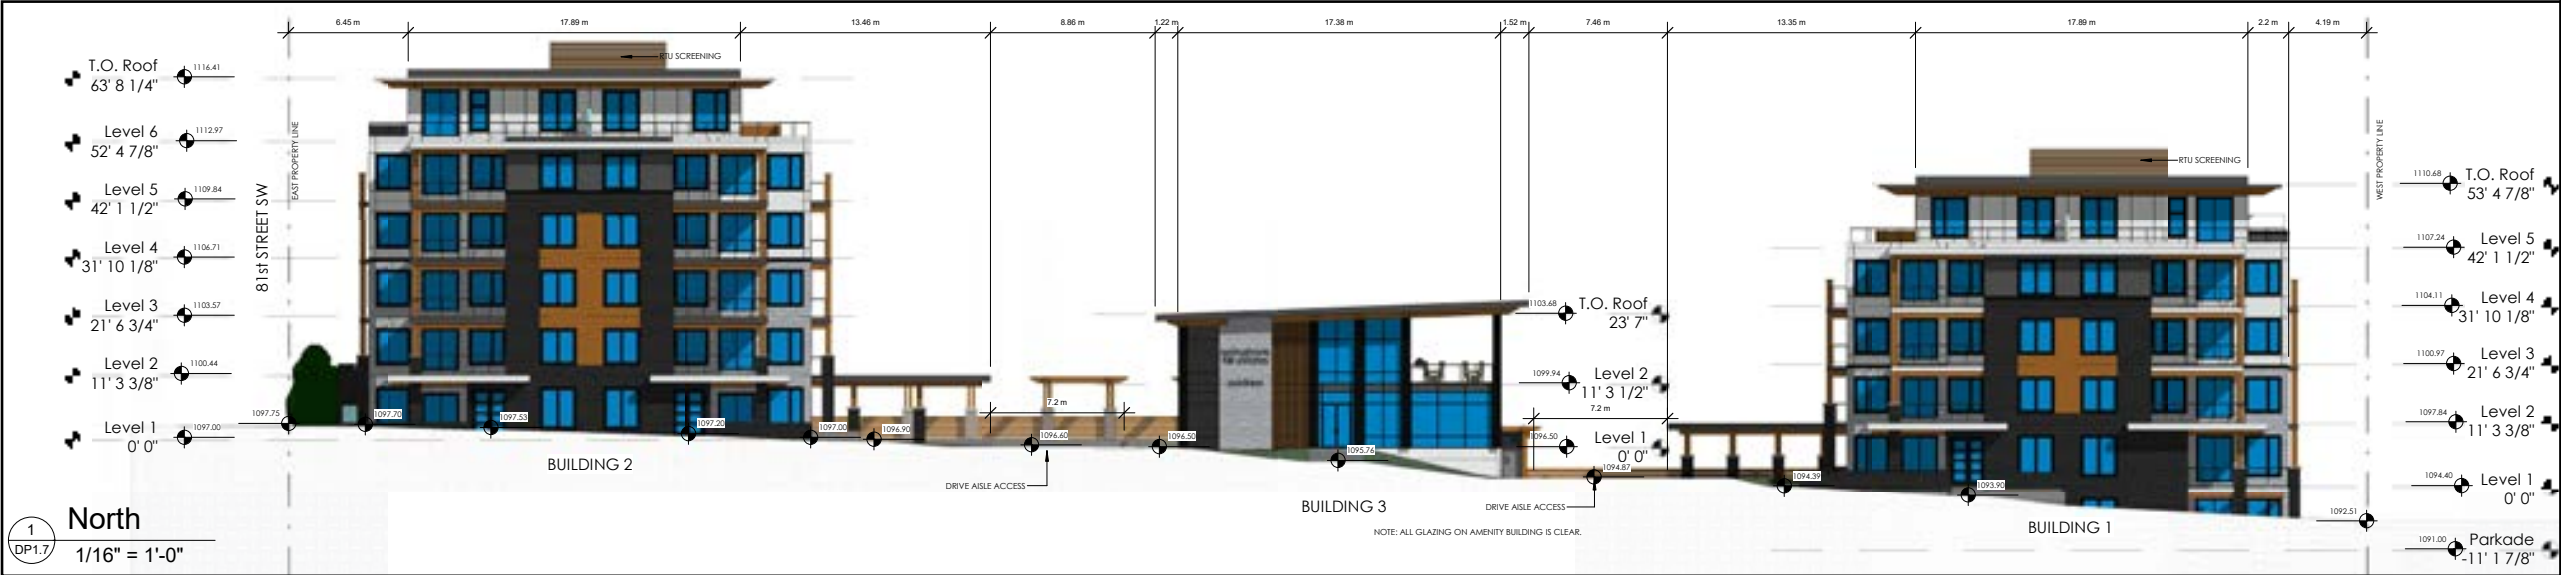 6.45 m
17.89 m
13.46 m
8.86 m
1.22 m
17.38 m
1.52 m
7.46 m
13.35 m
17.89 m
2.2 m
4.19 m
T.O. Roof
63' 8 1/4"
1116.41
Level 6
52' 4 7/8"
1112.97
Level 5
42' 1 1/2"
1109.84
Level 4
31' 10 1/8"
1106.71
Level 3
21' 6 3/4"
1103.57
Level 2
11' 3 3/8"
1100.44
Level 1
0' 0"
1097.00
81st STREET SW
EAST PROPERTY LINE
RTU SCREENING
1097.75
1097.70
1097.53
1097.20
1097.00
1096.90
7.2 m
1096.60
1096.50
1095.76
BUILDING 2
DRIVE AISLE ACCESS
1103.68
T.O. Roof
23' 7"
1099.94
Level 2
11' 3 1/2"
7.2 m
1096.50
Level 1
0' 0"
1094.87
BUILDING 3
DRIVE AISLE ACCESS
NOTE: ALL GLAZING ON AMENITY BUILDING IS CLEAR.
RTU SCREENING
WEST PROPERTY LINE
1094.39
1093.90
1092.51
BUILDING 1
1110.68
T.O. Roof
53' 4 7/8"
1107.24
Level 5
42' 1 1/2"
1104.11
Level 4
31' 10 1/8"
1100.97
Level 3
21' 6 3/4"
1097.84
Level 2
11' 3 3/8"
1094.40
Level 1
0' 0"
1091.00
Parkade
-11' 1 7/8"
1
DP1.7
North
1/16" = 1'-0"